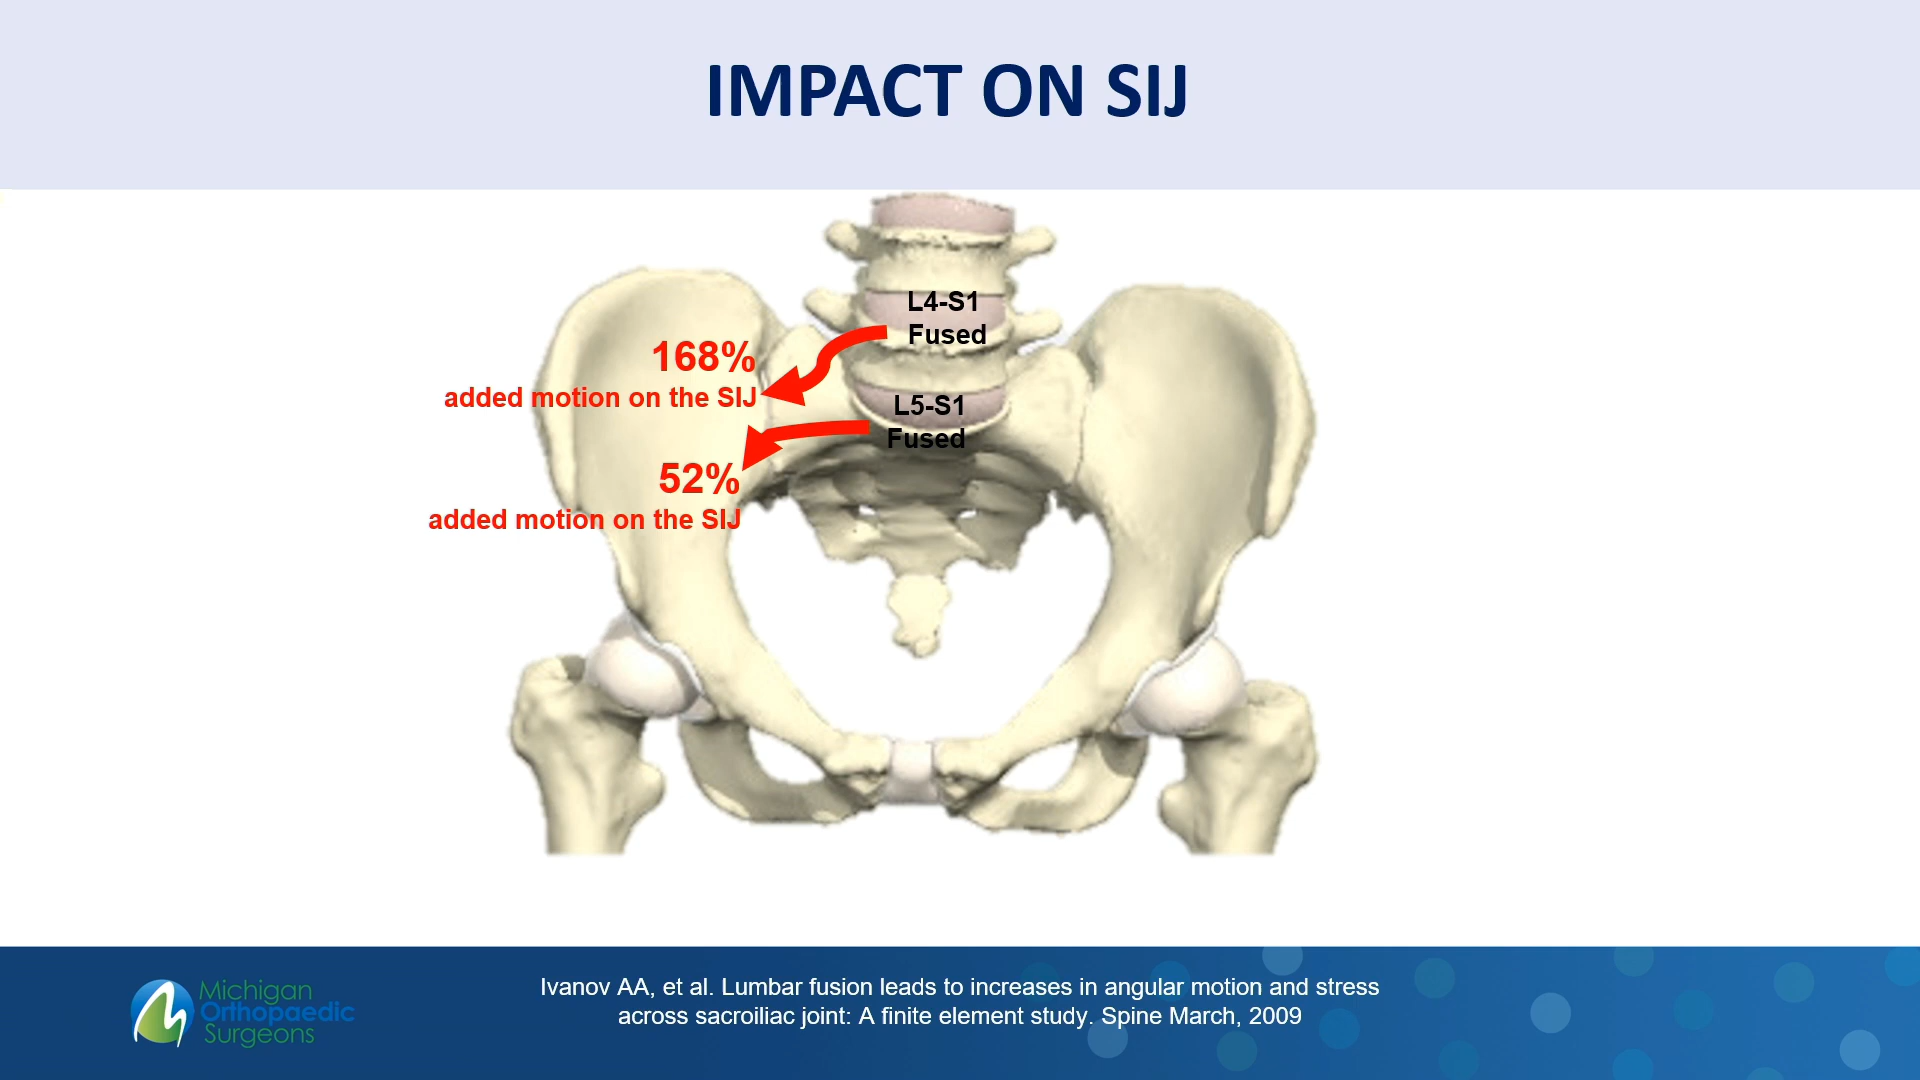 IMPACT ON SIJ
L4-S1
Fused
168%
added motion on the SIJ
L5-S1
Fused
52%
added motion on the SIJ
Michigan
Orthopaedic
Surgeons
Ivanov AA, et al. Lumbar fusion leads to increases in angular motion and stress
across sacroiliac joint: A finite element study. Spine March, 2009